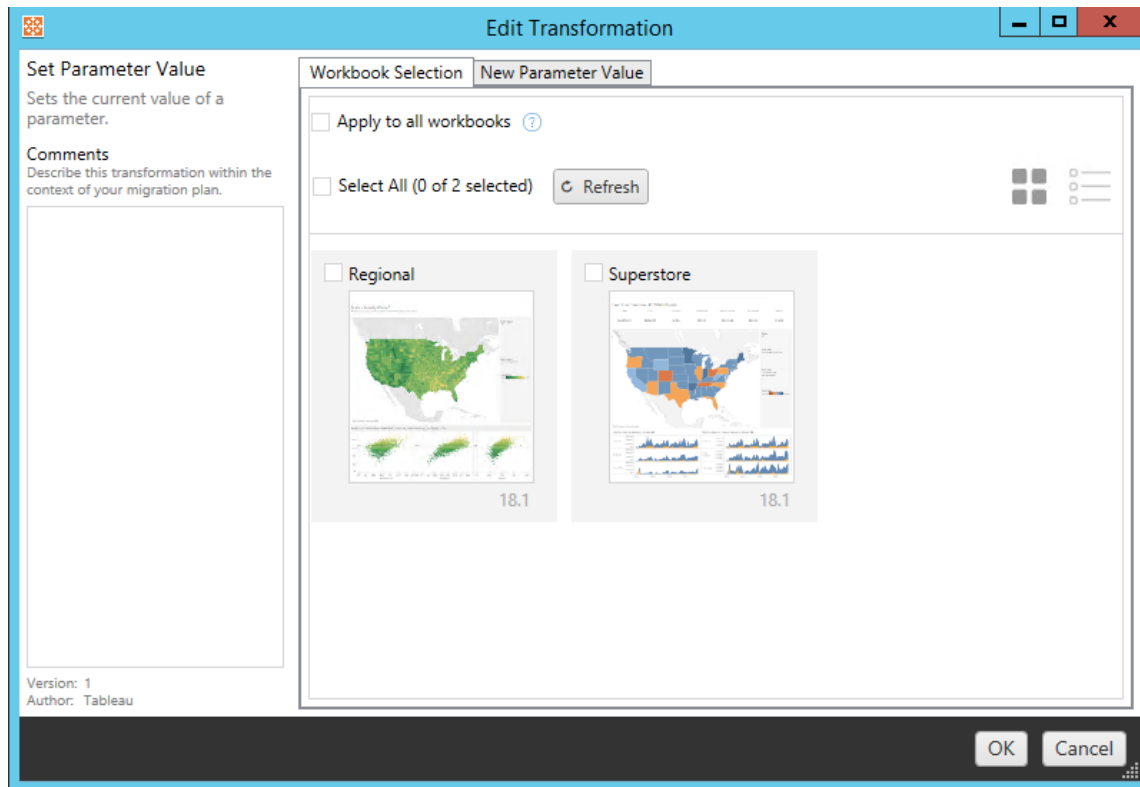 Edit Transformation
Set Parameter Value
Sets the current value of a
parameter.
Comments
Describe this transformation within the
context of your migration plan.
Version: 1
Author: Tableau
Workbook Selection
New Parameter Value
Apply to all workbooks ?
Select All (0 of 2 selected)
Refresh
Regional
Superstore
18.1
18.1
OK
Cancel